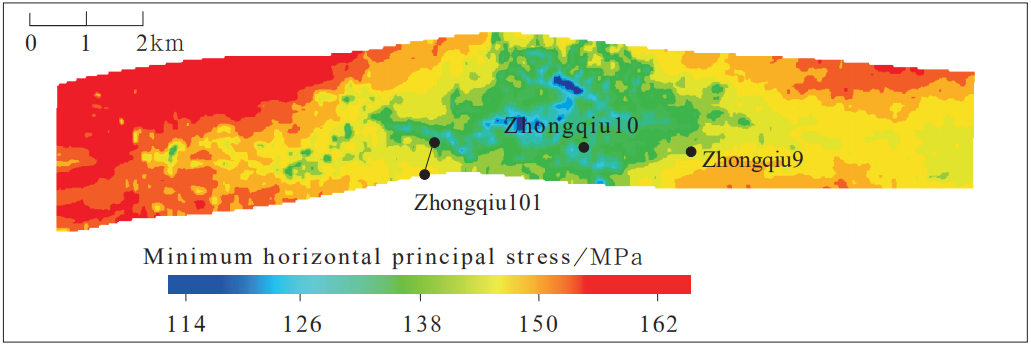 0 1 2km
Zhongqiu10
Zhongqiu9
Zhongqiu101
Minimum horizontal principal stress/MPa
114 126 138 150 162